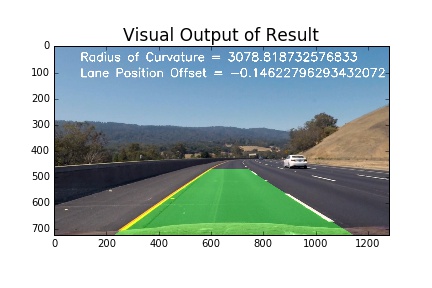 Visual Output of Result
Radius of Curvature = 3078.818732576833
Lane Position Offset = -0.14622796293432072
0
100
200
300
400
500
600
700
0 200 400 600 800 1000 1200